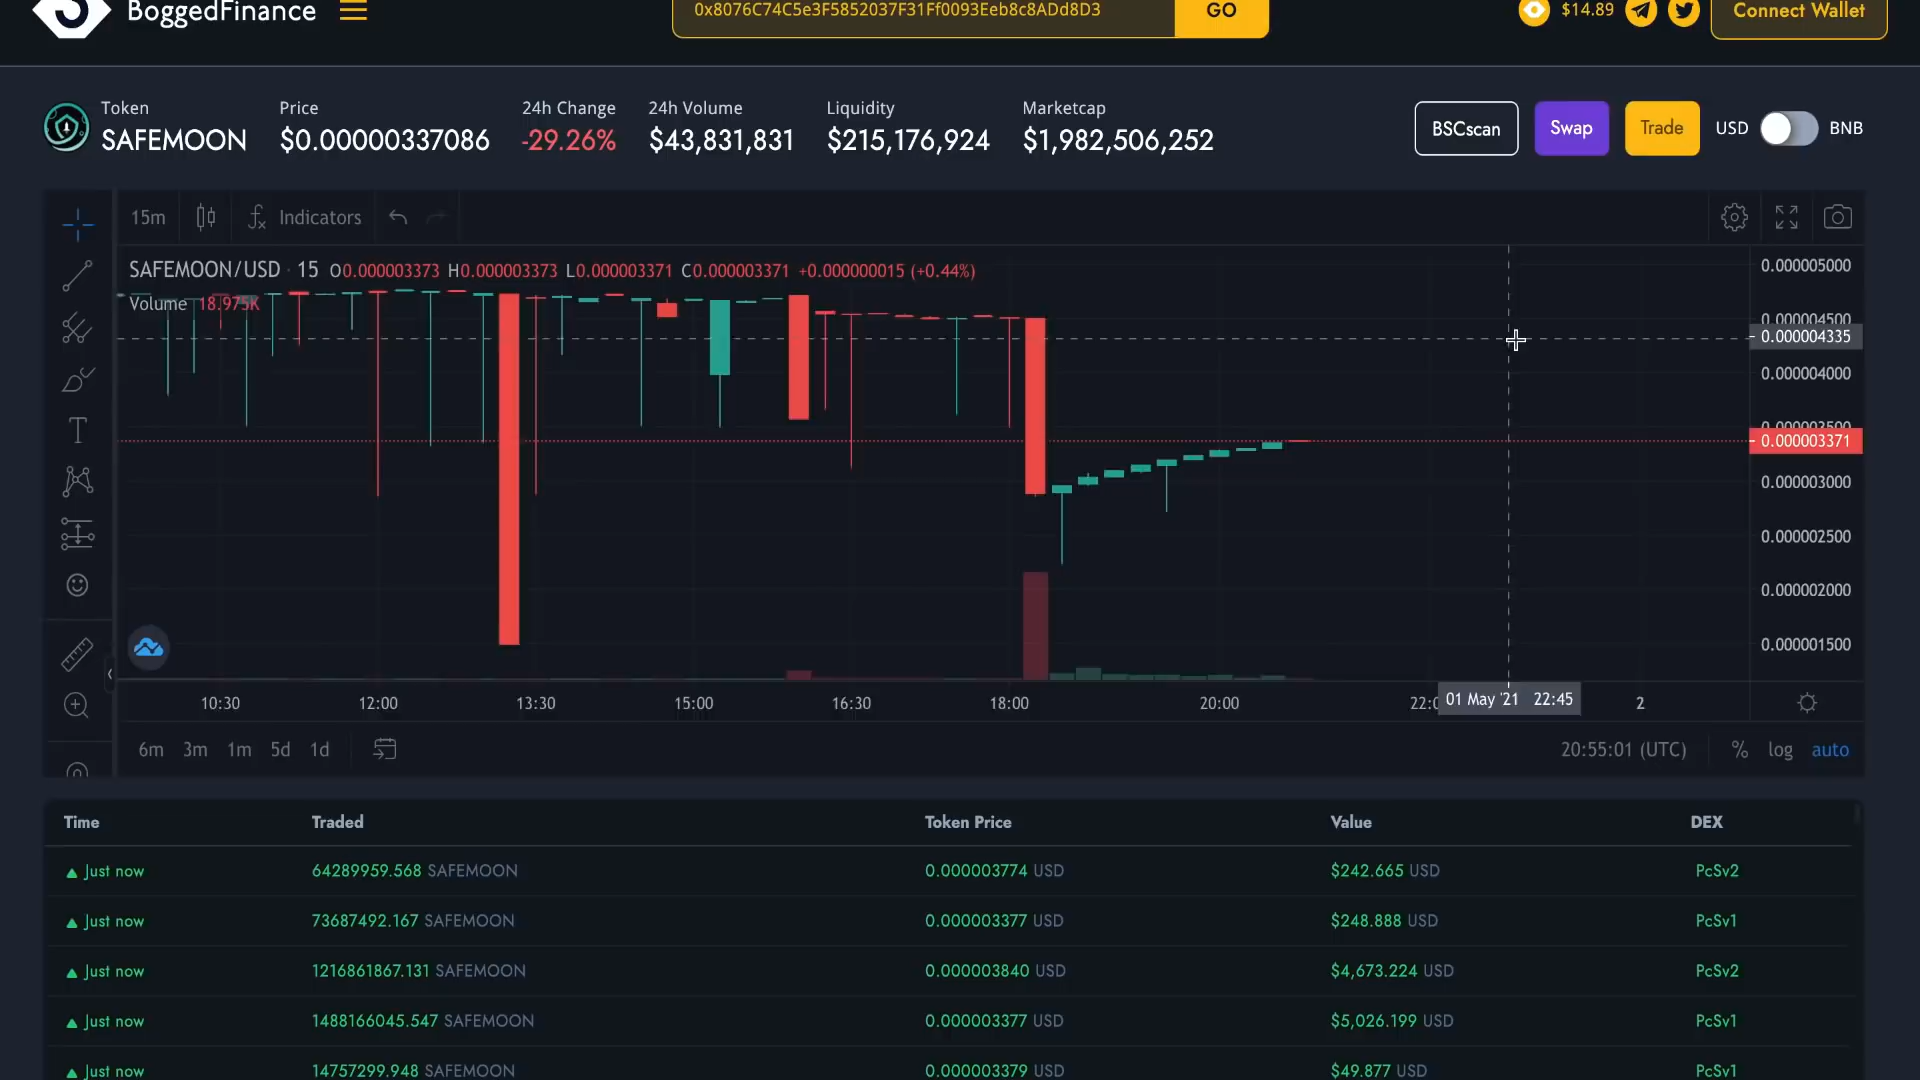 BoggedFinance
0x8076C74C5e3F5852037F31Ff0093Eeb8c8ADd8D3 GO
$14.89 Connect Wallet
Token Price 24h Change 24h Volume Liquidity Marketcap
SAFEMOON $0.00000337086 -29.26% $43,831,831 $215,176,924 $1,982,506,252
BSCscan Swap Trade USD BNB
15m Indicators
SAFEMOON/USD · 15 O0.000003373 H0.000003373 L0.000003371 C0.000003371 +0.000000015 (+0.44%)
Volume 18.975K
0.000005000
0.000004500
0.000004335
0.000004000
0.000003500
0.000003371
0.000003000
0.000002500
0.000002000
0.000001500
10:30 12:00 13:30 15:00 16:30 18:00 20:00 22:0 01 May '21 22:45 2
6m 3m 1m 5d 1d 20:55:01 (UTC) % log auto
Time Traded Token Price Value DEX
Just now 64289959.568 SAFEMOON 0.000003774 USD $242.665 USD PcSv2
Just now 73687492.167 SAFEMOON 0.000003377 USD $248.888 USD PcSv1
Just now 1216861867.131 SAFEMOON 0.000003840 USD $4,673.224 USD PcSv2
Just now 1488166045.547 SAFEMOON 0.000003377 USD $5,026.199 USD PcSv1
Just now 14757299.948 SAFEMOON 0.000003379 USD $49.877 USD PcSv1